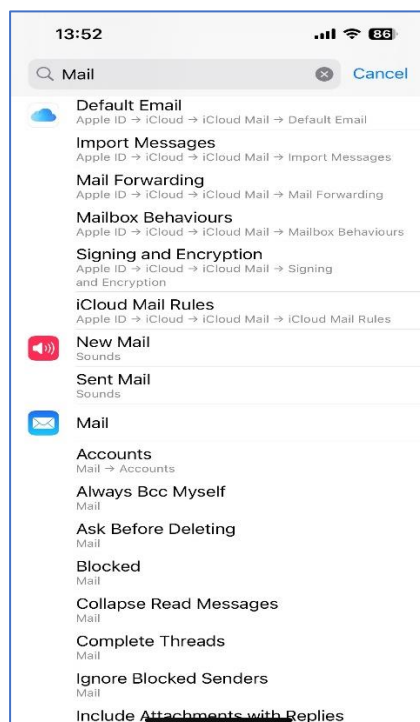 13:52
86
Mail
Cancel
Default Email
Apple ID → iCloud → iCloud Mail → Default Email
Import Messages
Apple ID → iCloud → iCloud Mail → Import Messages
Mail Forwarding
Apple ID → iCloud → iCloud Mail → Mail Forwarding
Mailbox Behaviours
Apple ID → iCloud → iCloud Mail → Mailbox Behaviours
Signing and Encryption
Apple ID → iCloud → iCloud Mail → Signing
and Encryption
iCloud Mail Rules
Apple ID → iCloud → iCloud Mail → iCloud Mail Rules
New Mail
Sounds
Sent Mail
Sounds
Mail
Accounts
Mail → Accounts
Always Bcc Myself
Mail
Ask Before Deleting
Mail
Blocked
Mail
Collapse Read Messages
Mail
Complete Threads
Mail
Ignore Blocked Senders
Mail
Include Attachments with Replies